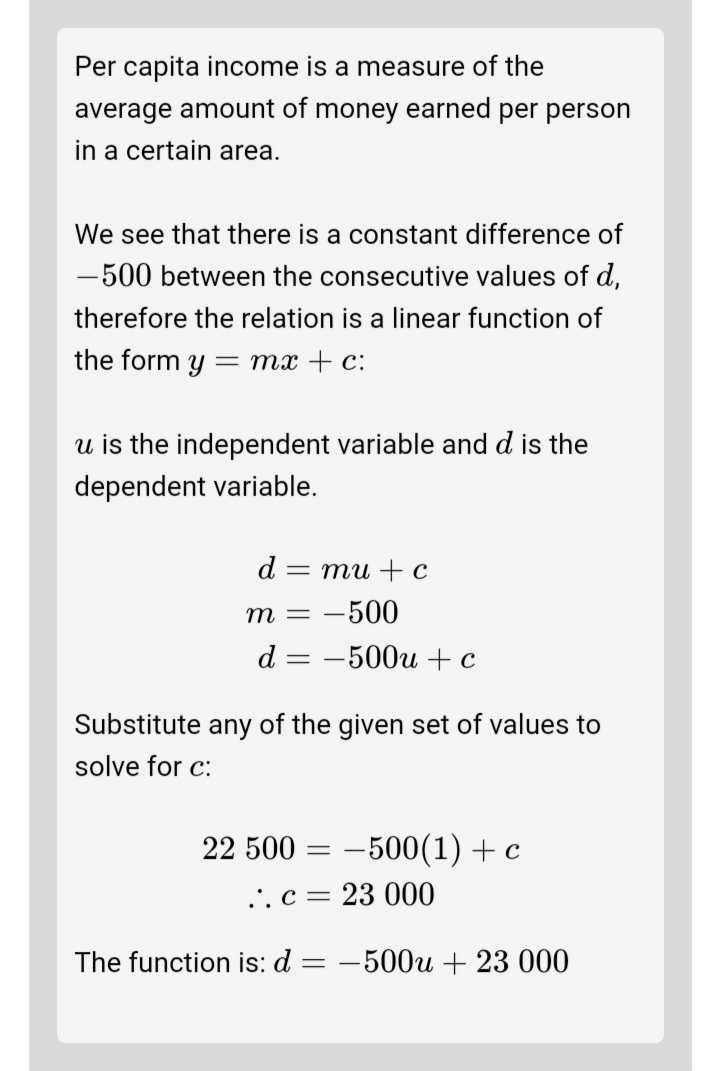 Per capita income is a measure of the
average amount of money earned per person
in a certain area.
We see that there is a constant difference of
−500 between the consecutive values of d,
therefore the relation is a linear function of
the form y = mx + c:
u is the independent variable and d is the
dependent variable.
d = mu + c
m = −500
d = −500u + c
Substitute any of the given set of values to
solve for c:
22 500 = −500(1) + c
∴ c = 23 000
The function is: d = −500u + 23 000